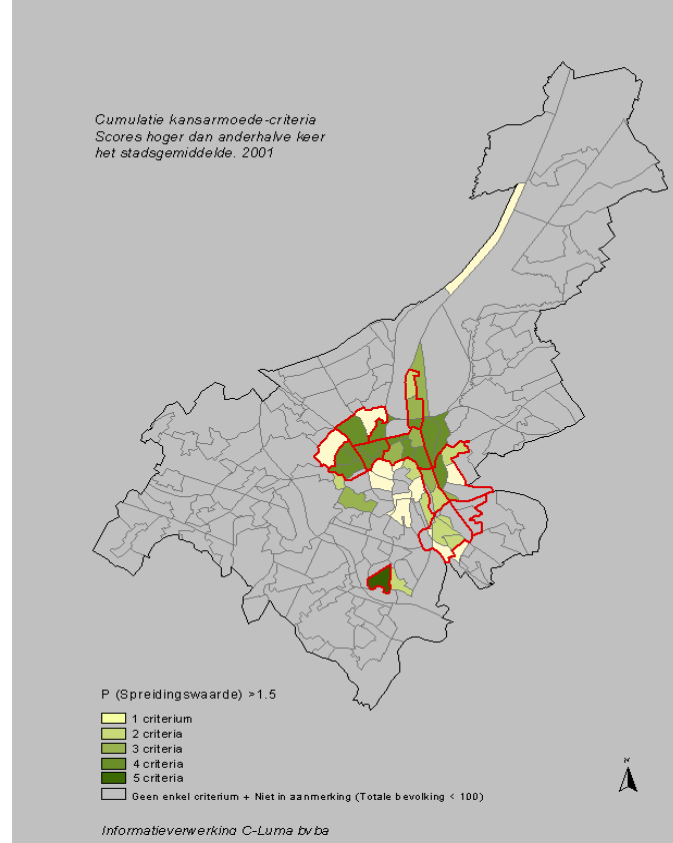 Cumulatie kansarmoede-criteria
Scores hoger dan anderhalve keer
het stadsgemiddelde. 2001
N
P (Spreidingswaarde) >1.5
1 criterium
2 criteria
3 criteria
4 criteria
5 criteria
Geen enkel criterium + Niet in aanmerking (Totale bevolking < 100)
Informatieverwerking C-Luma bvba